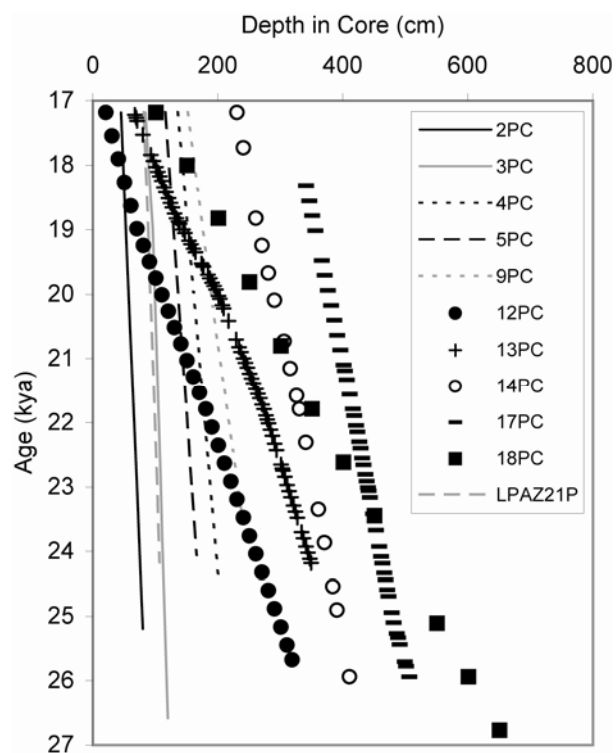 Depth in Core (cm)
0 200 400 600 800
17
18
19
20
21
22
23
24
25
26
27
Age (kya)
2PC
3PC
4PC
5PC
9PC
12PC
13PC
14PC
17PC
18PC
LPAZ21P